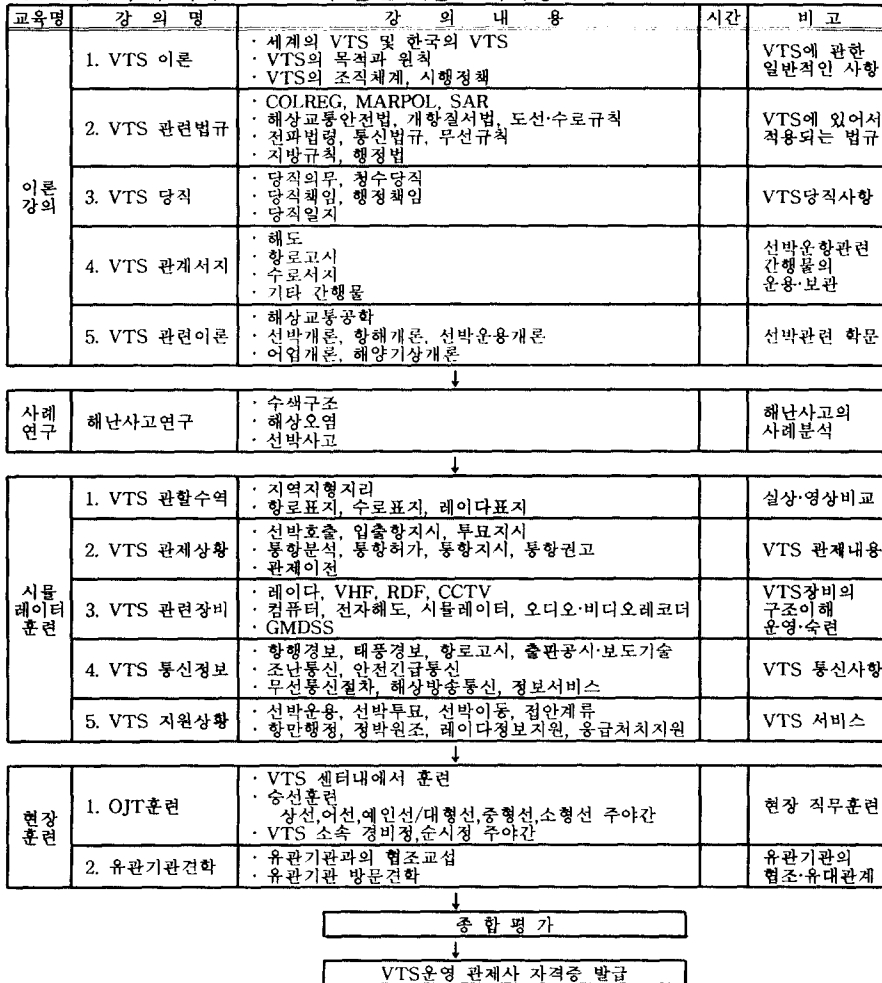 교육명 강 의 명 강 의 내 용 시간 비 고
이론
강의
1. VTS 이론
· 세계의 VTS 및 한국의 VTS
· VTS의 목적과 원칙
· VTS의 조직체계, 시행정책
VTS에 관한
일반적인 사항
2. VTS 관련법규
· COLREG, MARPOL, SAR
· 해상교통안전법, 개항질서법, 도선·수로규칙
· 전파법령, 통신법규, 무선규칙
· 지방규칙, 행정법
VTS에 있어서
적용되는 법규
3. VTS 당직
· 당직의무, 청수당직
· 당직책임, 행정책임
· 당직일지
VTS당직사항
4. VTS 관계서지
· 해도
· 항로고시
· 수로서지
· 기타 간행물
선박운항관련
간행물의
운용·보관
5. VTS 관련이론
· 해상교통공학
· 선박개론, 항해개론, 선박운용개론
· 어업개론, 해양기상개론
선박관련 학문
↓
사례
연구
해난사고연구
· 수색구조
· 해상오염
· 선박사고
해난사고의
사례분석
↓
시뮬
레이터
훈련
1. VTS 관할수역
· 지역지형지리
· 항로표지, 수로표지, 레이다표지
실상·영상비교
2. VTS 관제상황
· 선박호출, 입출항지시, 투묘지시
· 통항분석, 통항허가, 통항지시, 통항권고
· 관제이전
VTS 관제내용
3. VTS 관련장비
· 레이다, VHF, RDF, CCTV
· 컴퓨터, 전자해도, 시뮬레이터, 오디오·비디오레코더
· GMDSS
VTS장비의
구조이해
운영·숙련
4. VTS 통신정보
· 항행경보, 태풍경보, 항로고시, 출판공시·보도기술
· 조난통신, 안전긴급통신
· 무선통신절차, 해상방송통신, 정보서비스
VTS 통신사항
5. VTS 지원상황
· 선박운용, 선박투묘, 선박이동, 접안계류
· 항만행정, 정박원조, 레이다정보지원, 응급처치지원
VTS 서비스
↓
현장
훈련
1. OJT훈련
· VTS 센터내에서 훈련
· 승선훈련
상선,어선,예인선/대형선,중형선,소형선 주야간
· VTS 소속 경비정,순시정 주야간
현장 직무훈련
2. 유관기관견학
· 유관기관과의 협조교섭
· 유관기관 방문견학
유관기관의
협조·유대관계
↓
종 합 평 가
↓
VTS운영 관제사 자격증 발급